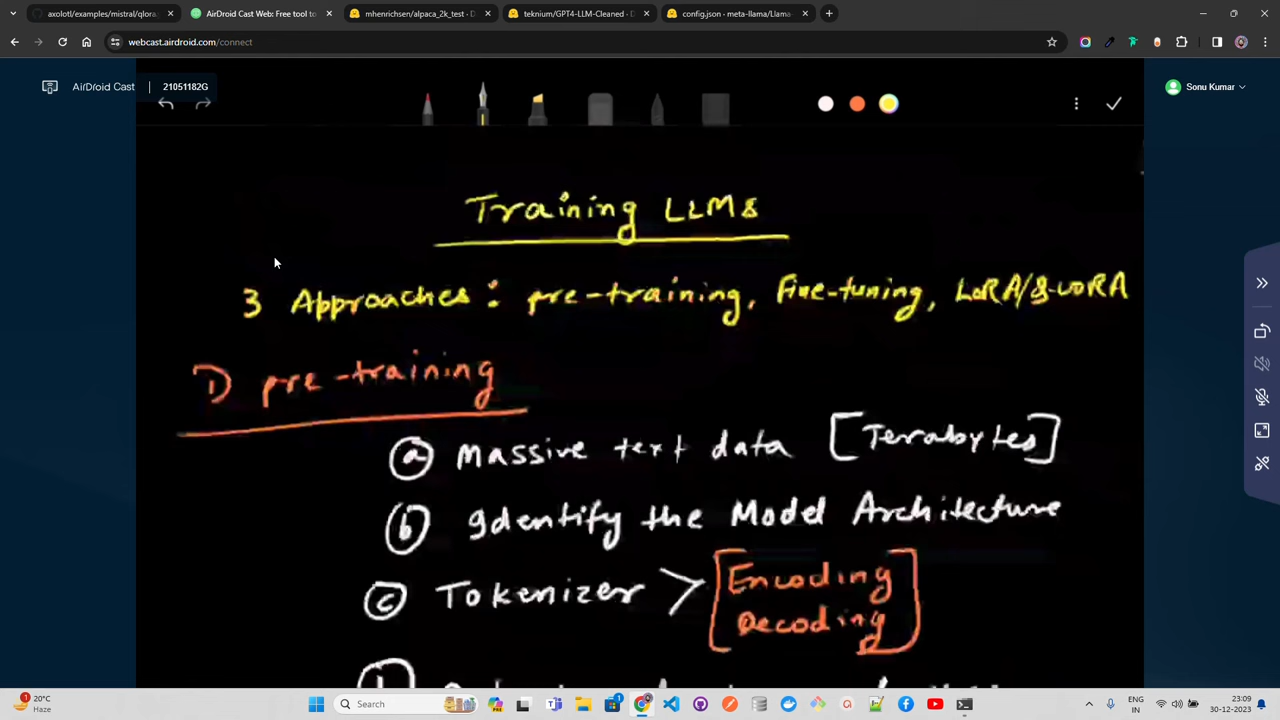 axolotl/examples/mistral/qlora.
AirDroid Cast Web: Free tool to
mhenrichsen/alpaca_2k_test · D
teknium/GPT4-LLM-Cleaned · D
config.json · meta-llama/Llama
webcast.airdroid.com/connect
AirDroid Cast
21051182G
Sonu Kumar
Training LLMs
3 Approaches: pre-training, Fine-tuning, LoRA/Q-LoRA
1) pre-training
(a) Massive text data [Terabytes]
(b) Identify the Model Architecture
(c) Tokenizer > [Encoding
Decoding]
20°C
Haze
Search
ENG
IN
23:09
30-12-2023